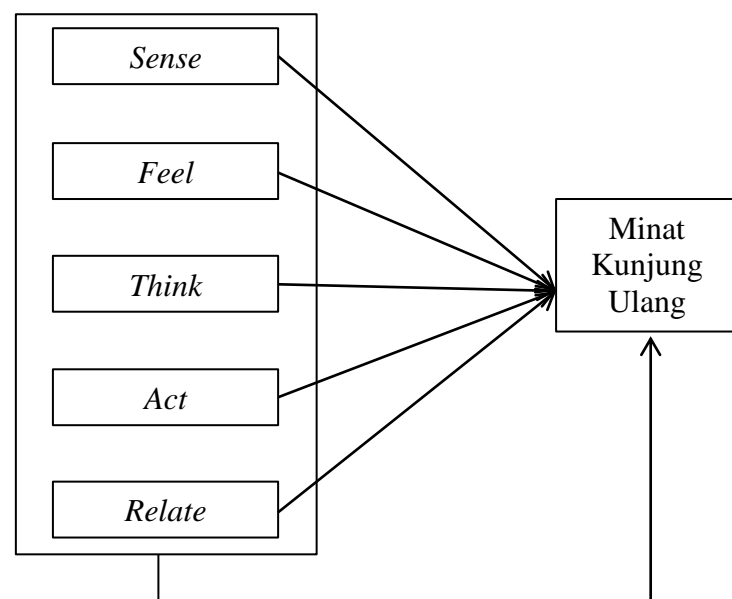 Sense
Feel
Think
Act
Relate
Minat
Kunjung
Ulang